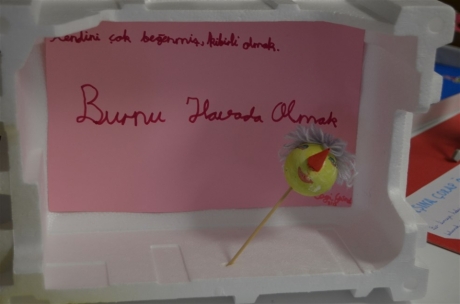 Kendini çok beğenmiş, kibirli olmak.
Burnu Havada Olmak